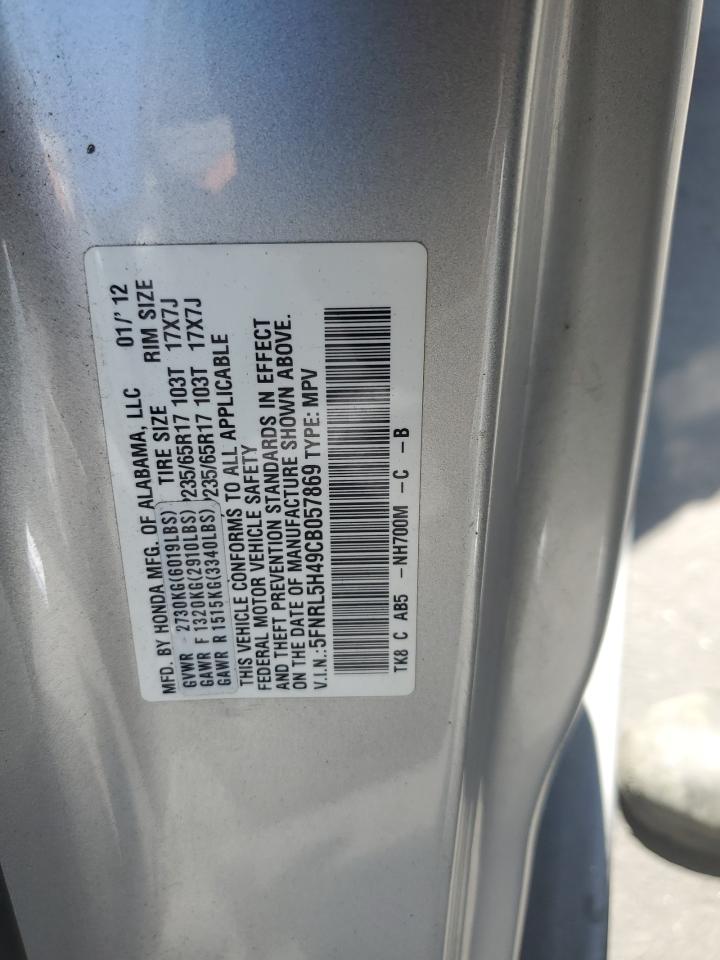 MFD. BY HONDA MFG. OF ALABAMA, LLC 01/'12
TIRE SIZE RIM SIZE
GVWR 2730KG(6019LBS)
GAWR F 1320KG(2910LBS) 235/65R17 103T 17X7J
GAWR R 1515KG(3340LBS) 235/65R17 103T 17X7J
THIS VEHICLE CONFORMS TO ALL APPLICABLE
FEDERAL MOTOR VEHICLE SAFETY
AND THEFT PREVENTION STANDARDS IN EFFECT
ON THE DATE OF MANUFACTURE SHOWN ABOVE.
V.I.N.:5FNRL5H49CB057869 TYPE: MPV
TK8 C AB5 -NH700M - C - B